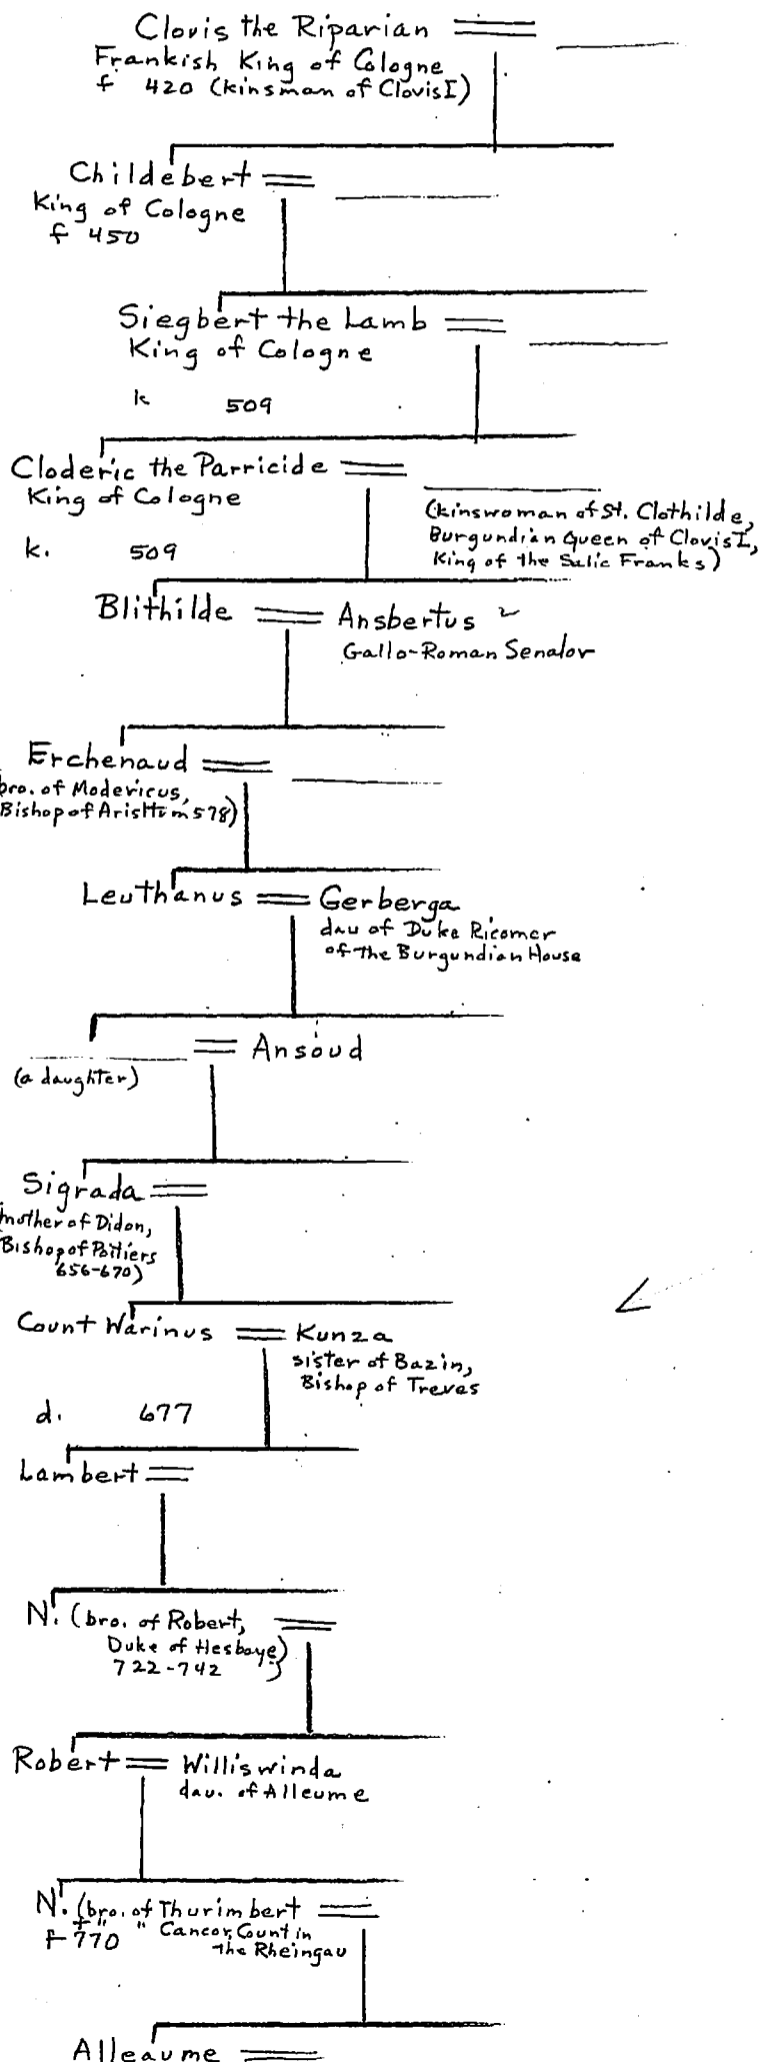 Clovis the Riparian
Frankish King of Cologne
f 420 (kinsman of Clovis I)
Childebert
King of Cologne
f 450
Siegbert the Lamb
King of Cologne
k 509
Cloderic the Parricide
King of Cologne
k. 509
(kinswoman of St. Clothilde,
Burgundian Queen of Clovis I,
King of the Salic Franks)
Blithilde = Ansbertus
Gallo-Roman Senator
Erchenaud
bro. of Modericus,
Bishop of 578)
Leuthanus = Gerberga
dau of Duke Ricomer
of the Burgundian House
= Ansoud
(a daughter)
Sigrada
mother of Didon,
Bishop of Poitiers
656-670)
Count Warinus = Kunza
sister of Bazin,
Bishop of Treves
d. 677
Lambert
N. (bro. of Robert,
Duke of Hesbaye)
722-742
Robert = Williswinda
dau. of Alleume
N. (bro. of Thurimbert
+ " " Cancor, Count in
f 770 the Rheingau
Alleaume